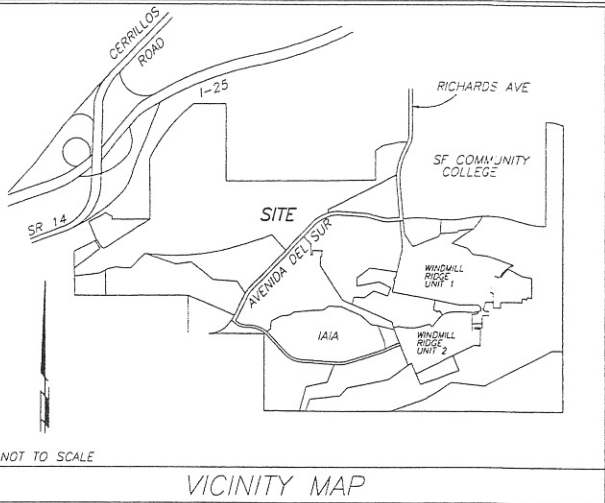 CERRILLOS
ROAD
I-25
RICHARDS AVE
SF COMMUNITY
COLLEGE
SR 14
SITE
AVENIDA DEL SUR
WINDMILL
RIDGE
UNIT 1
IAIA
WINDMILL
RIDGE
UNIT 2
NOT TO SCALE
VICINITY MAP